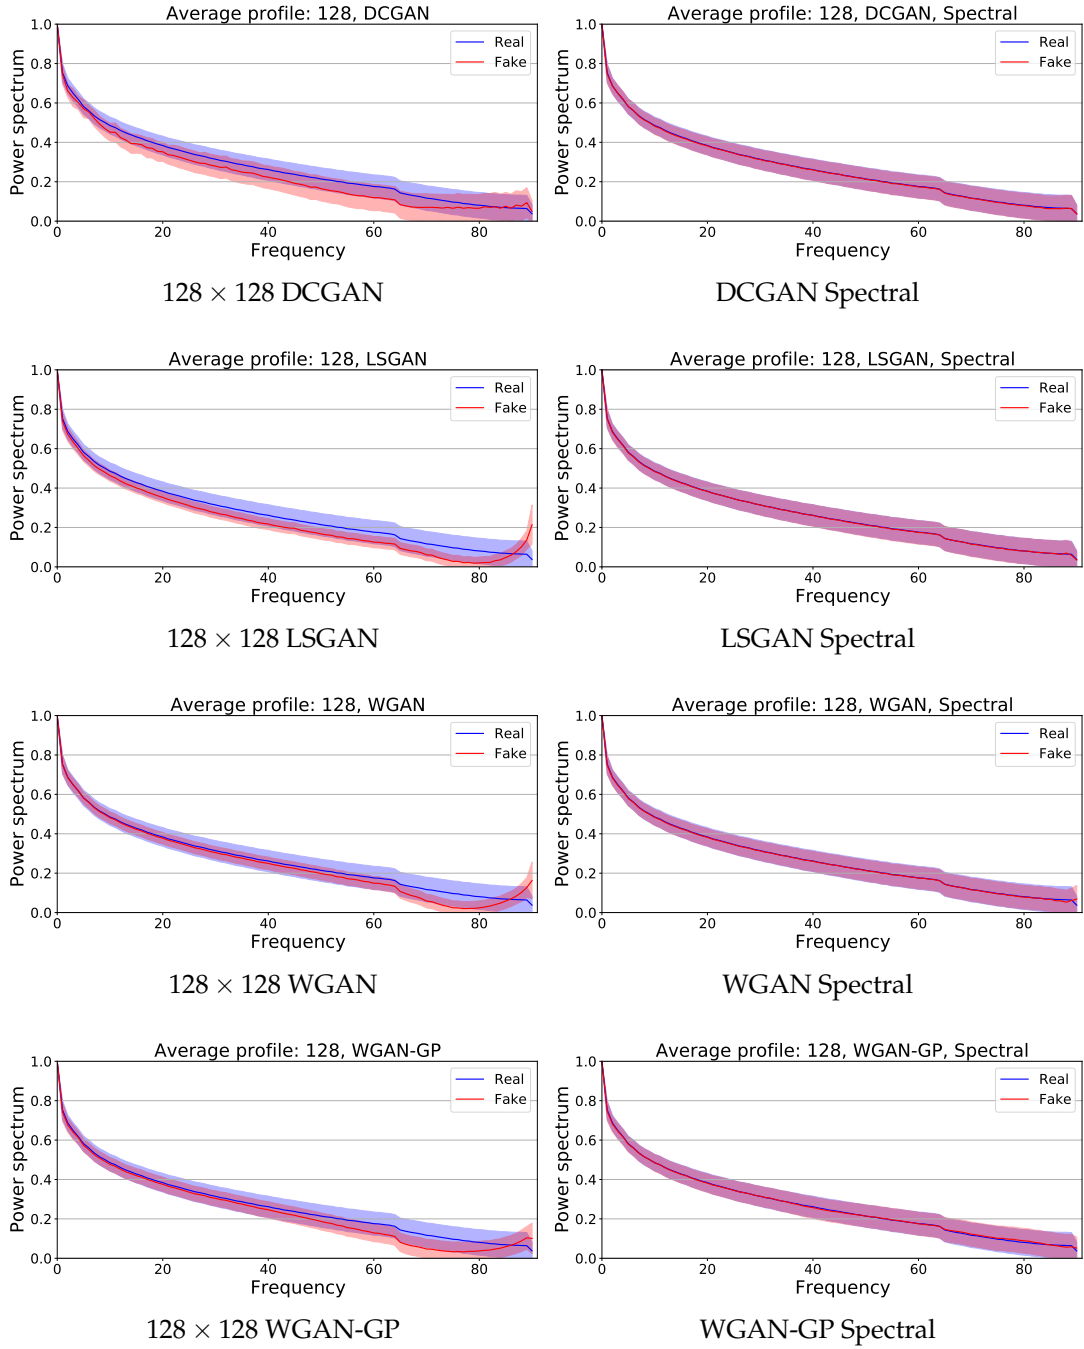 Average profile: 128, DCGAN
Power spectrum
1.0
0.8
0.6
0.4
0.2
0.0
Real
Fake
0 20 40 60 80
Frequency
128 × 128 DCGAN
Average profile: 128, DCGAN, Spectral
Power spectrum
1.0
0.8
0.6
0.4
0.2
0.0
Real
Fake
0 20 40 60 80
Frequency
DCGAN Spectral
Average profile: 128, LSGAN
Power spectrum
1.0
0.8
0.6
0.4
0.2
0.0
Real
Fake
0 20 40 60 80
Frequency
128 × 128 LSGAN
Average profile: 128, LSGAN, Spectral
Power spectrum
1.0
0.8
0.6
0.4
0.2
0.0
Real
Fake
0 20 40 60 80
Frequency
LSGAN Spectral
Average profile: 128, WGAN
Power spectrum
1.0
0.8
0.6
0.4
0.2
0.0
Real
Fake
0 20 40 60 80
Frequency
128 × 128 WGAN
Average profile: 128, WGAN, Spectral
Power spectrum
1.0
0.8
0.6
0.4
0.2
0.0
Real
Fake
0 20 40 60 80
Frequency
WGAN Spectral
Average profile: 128, WGAN-GP
Power spectrum
1.0
0.8
0.6
0.4
0.2
0.0
Real
Fake
0 20 40 60 80
Frequency
128 × 128 WGAN-GP
Average profile: 128, WGAN-GP, Spectral
Power spectrum
1.0
0.8
0.6
0.4
0.2
0.0
Real
Fake
0 20 40 60 80
Frequency
WGAN-GP Spectral